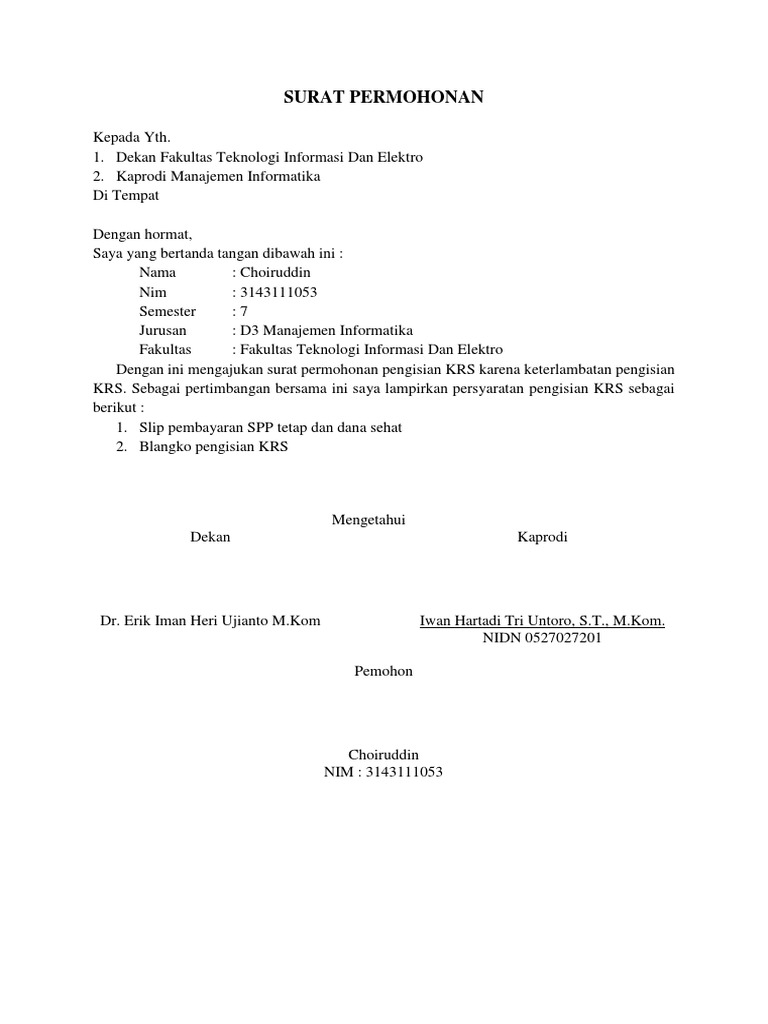 SURAT PERMOHONAN
Kepada Yth.
1. Dekan Fakultas Teknologi Informasi Dan Elektro
2. Kaprodi Manajemen Informatika
Di Tempat
Dengan hormat,
Saya yang bertanda tangan dibawah ini :
Nama : Choiruddin
Nim : 3143111053
Semester : 7
Jurusan : D3 Manajemen Informatika
Fakultas : Fakultas Teknologi Informasi Dan Elektro
Dengan ini mengajukan surat permohonan pengisian KRS karena keterlambatan pengisian
KRS. Sebagai pertimbangan bersama ini saya lampirkan persyaratan pengisian KRS sebagai
berikut :
1. Slip pembayaran SPP tetap dan dana sehat
2. Blangko pengisian KRS
Mengetahui
Dekan Kaprodi
Dr. Erik Iman Heri Ujianto M.Kom Iwan Hartadi Tri Untoro, S.T., M.Kom.
NIDN 0527027201
Pemohon
Choiruddin
NIM : 3143111053